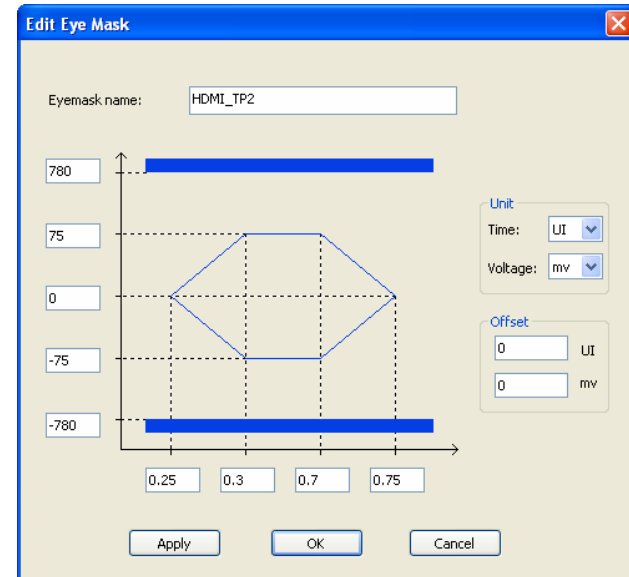 Edit Eye Mask
Eyemask name: HDMI_TP2
780
75
0
-75
-780
0.25 0.3 0.7 0.75
Unit
Time: UI
Voltage: mv
Offset
0 UI
0 mv
Apply OK Cancel